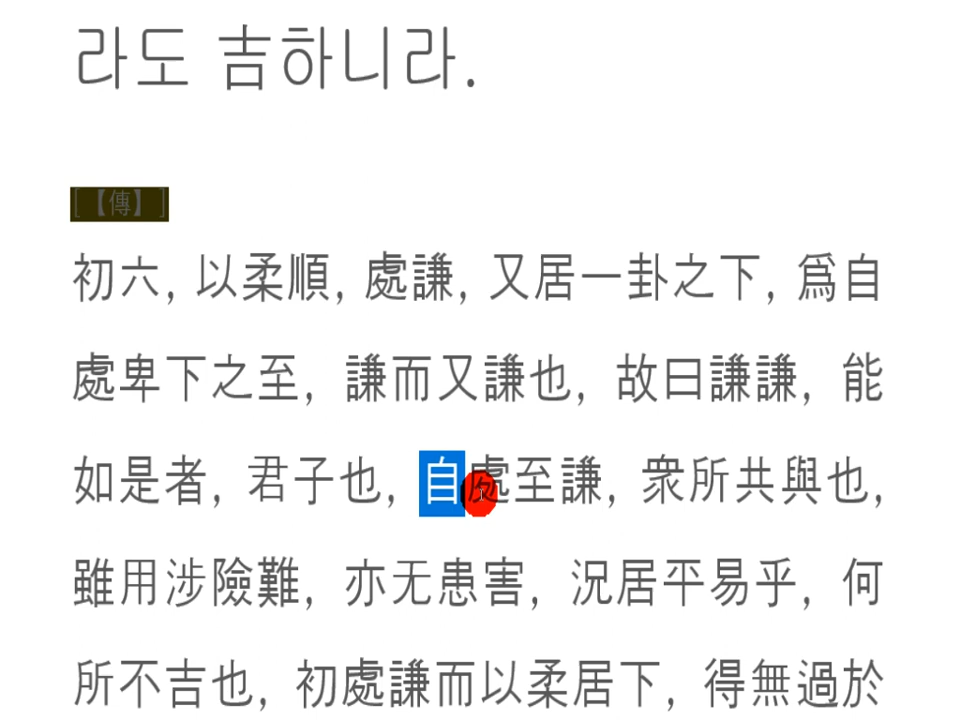 라도 吉하니라.
[【傳】]
初六, 以柔順, 處謙, 又居一卦之下, 爲自
處卑下之至, 謙而又謙也, 故曰謙謙, 能
如是者, 君子也, 自處至謙, 衆所共與也,
雖用涉險難, 亦无患害, 況居平易乎, 何
所不吉也, 初處謙而以柔居下, 得無過於